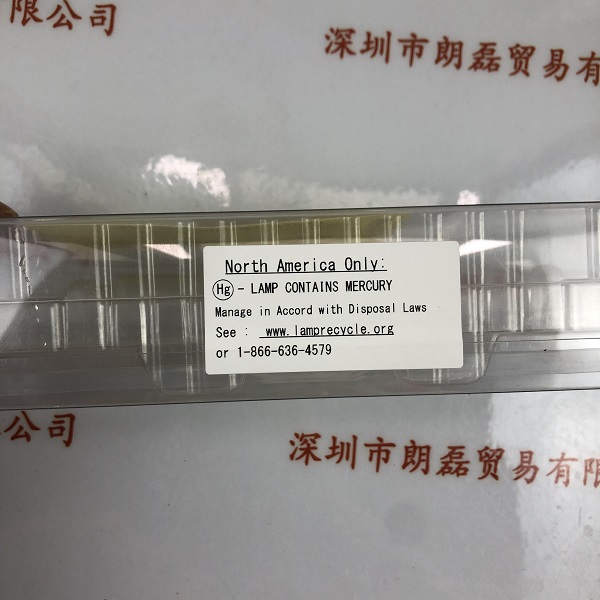 限公司
深圳市朗磊贸易有限
North America Only:
Hg - LAMP CONTAINS MERCURY
Manage in Accord with Disposal Laws
See : www.lamprecycle.org
or 1-866-636-4579
公司
深圳市朗磊贸易有限